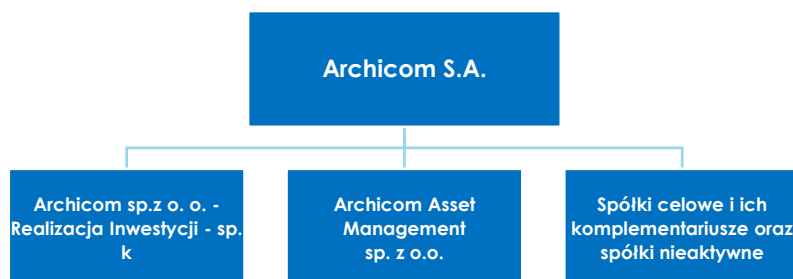 Archicom S.A.
Archicom sp.z o. o. -
Realizacja Inwestycji - sp.
k
Archicom Asset
Management
sp. z o.o.
Spółki celowe i ich
komplementariusze oraz
spółki nieaktywne